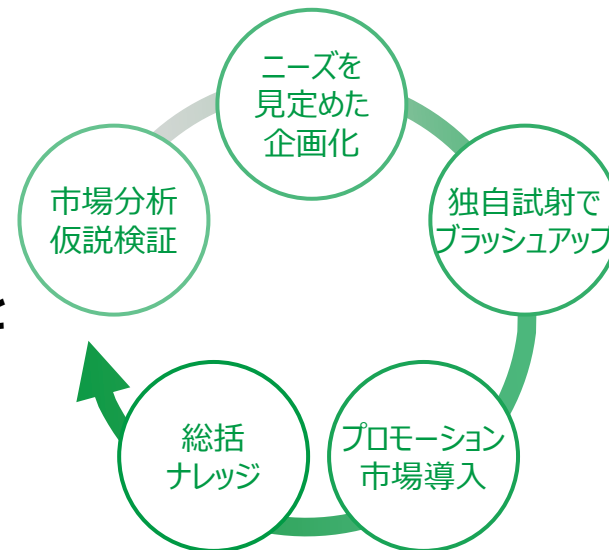 ニーズを
見定めた
企画化
市場分析
仮説検証
独自試射で
ブラッシュアップ
と
総括
ナレッジ
プロモーション
市場導入